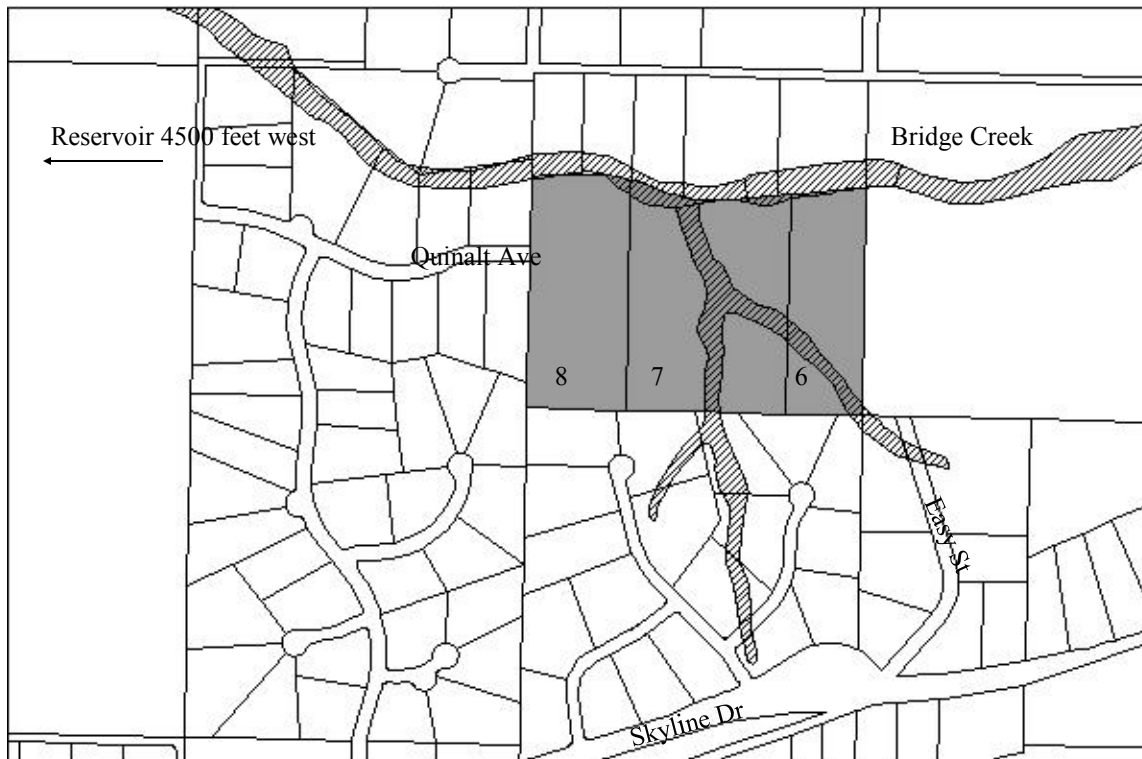 Reservoir 4500 feet west
Bridge Creek
Quinalt Ave
8
7
6
Easy St
Skyline Dr